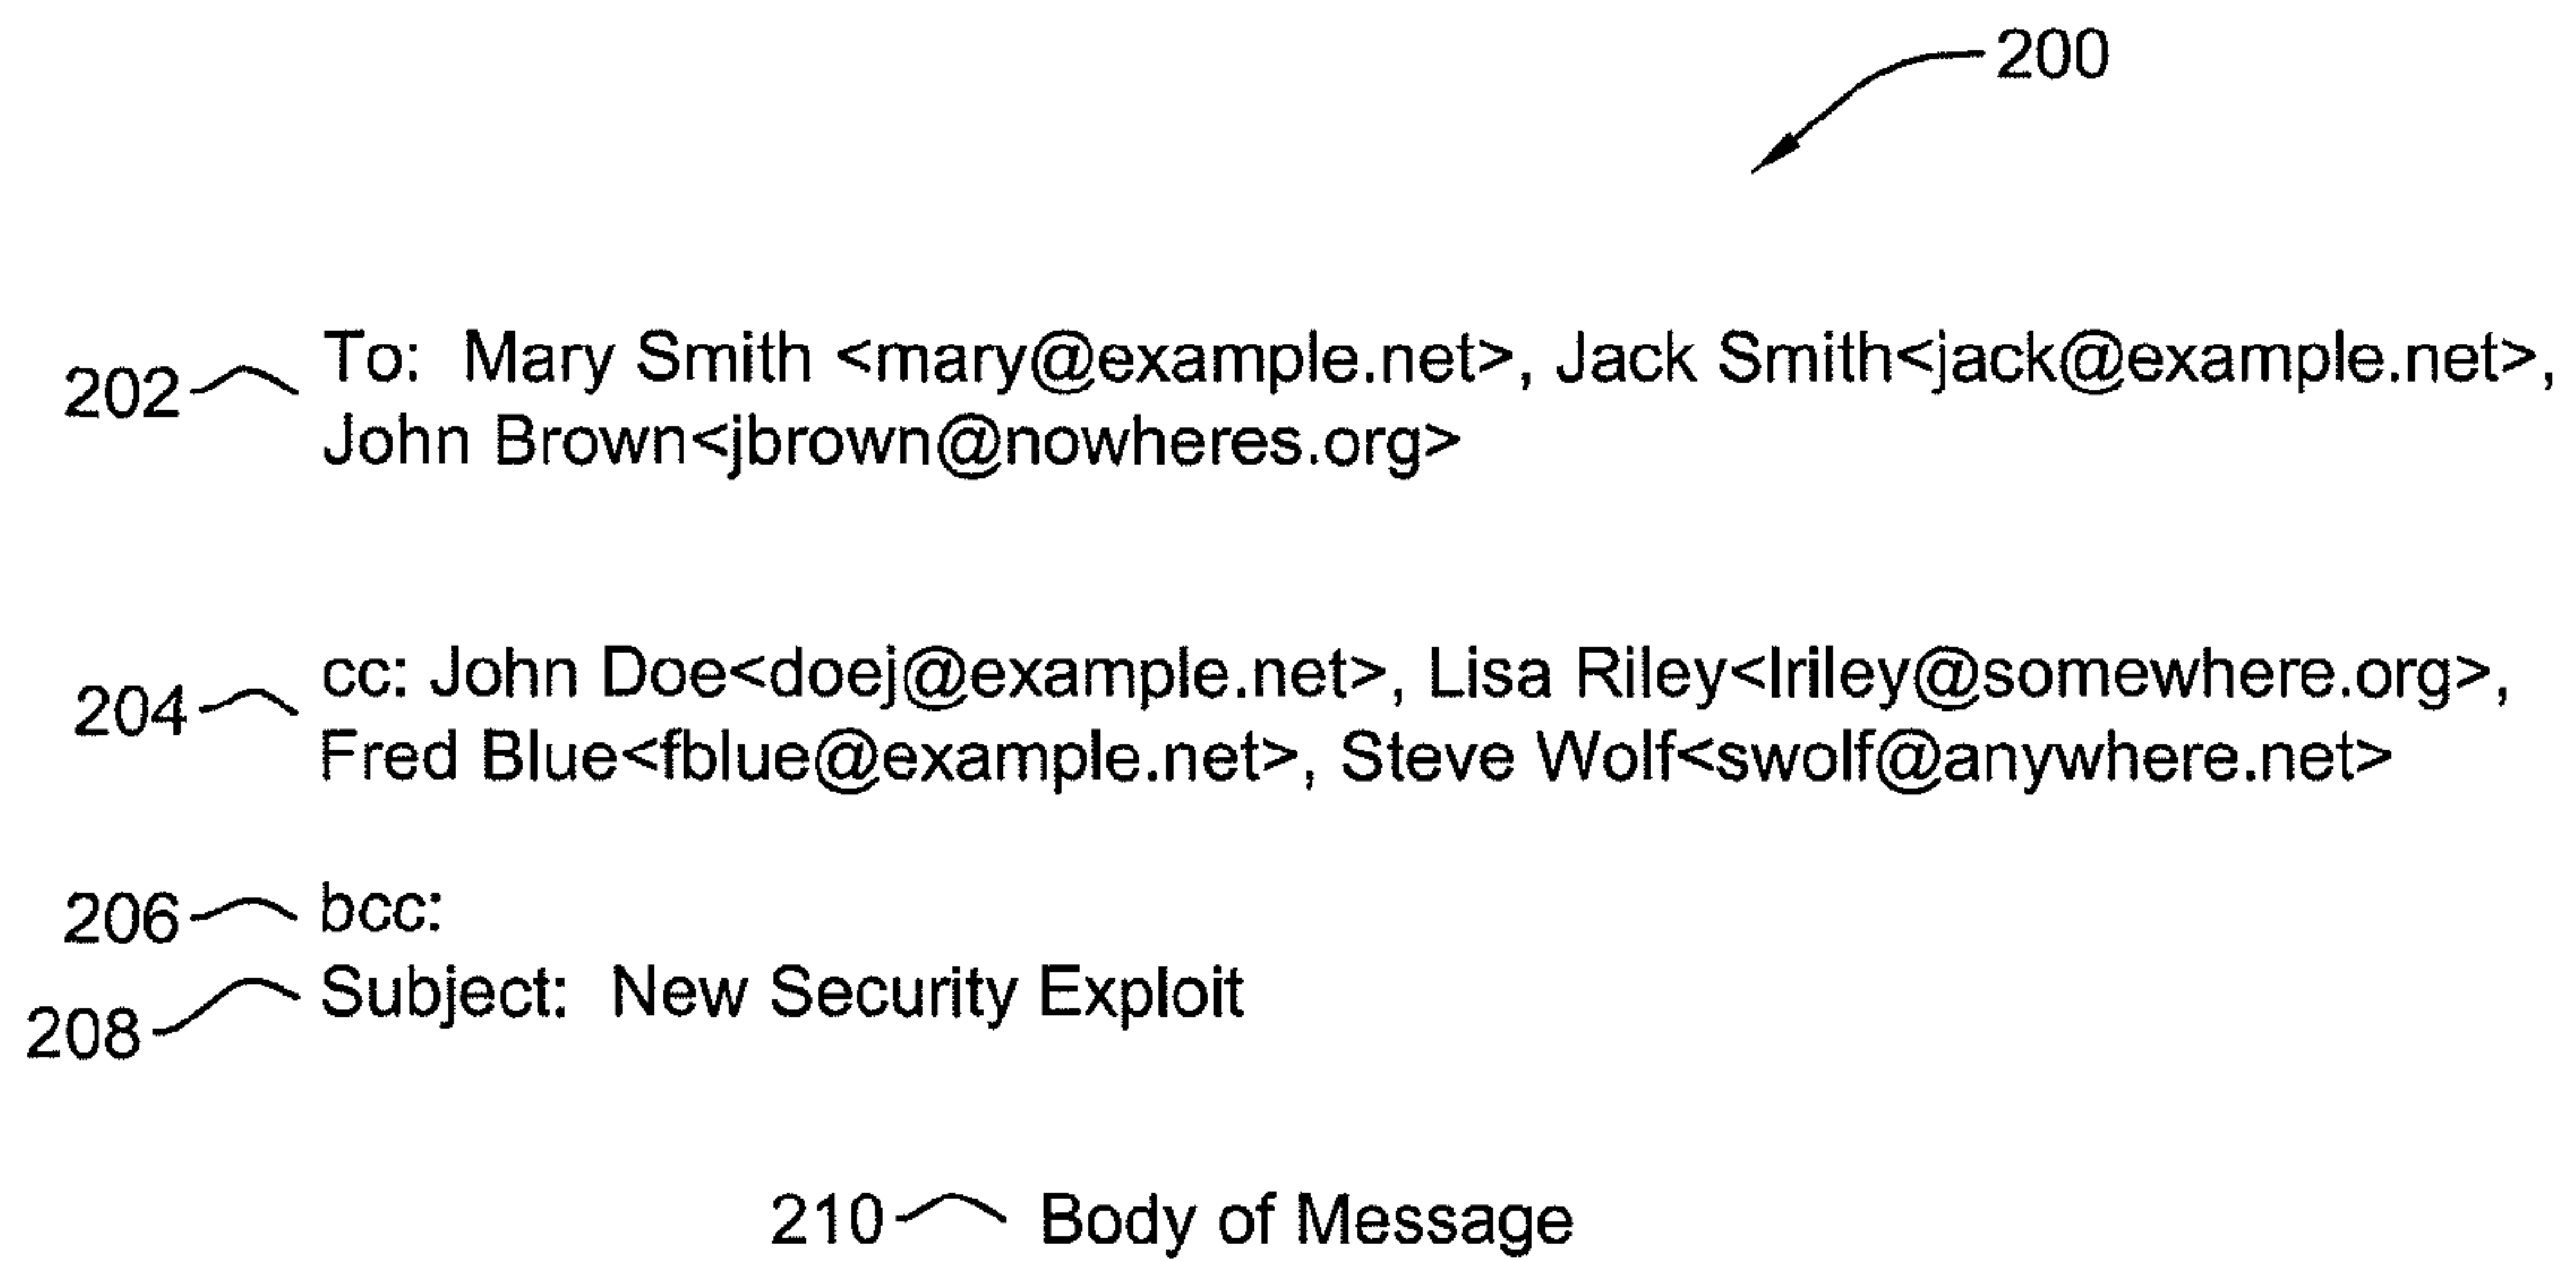 200
202 To: Mary Smith <mary@example.net>, Jack Smith<jack@example.net>,
John Brown<jbrown@nowheres.org>
204 cc: John Doe<doej@example.net>, Lisa Riley<lriley@somewhere.org>,
Fred Blue<fblue@example.net>, Steve Wolf<swolf@anywhere.net>
206 bcc:
208 Subject: New Security Exploit
210 Body of Message